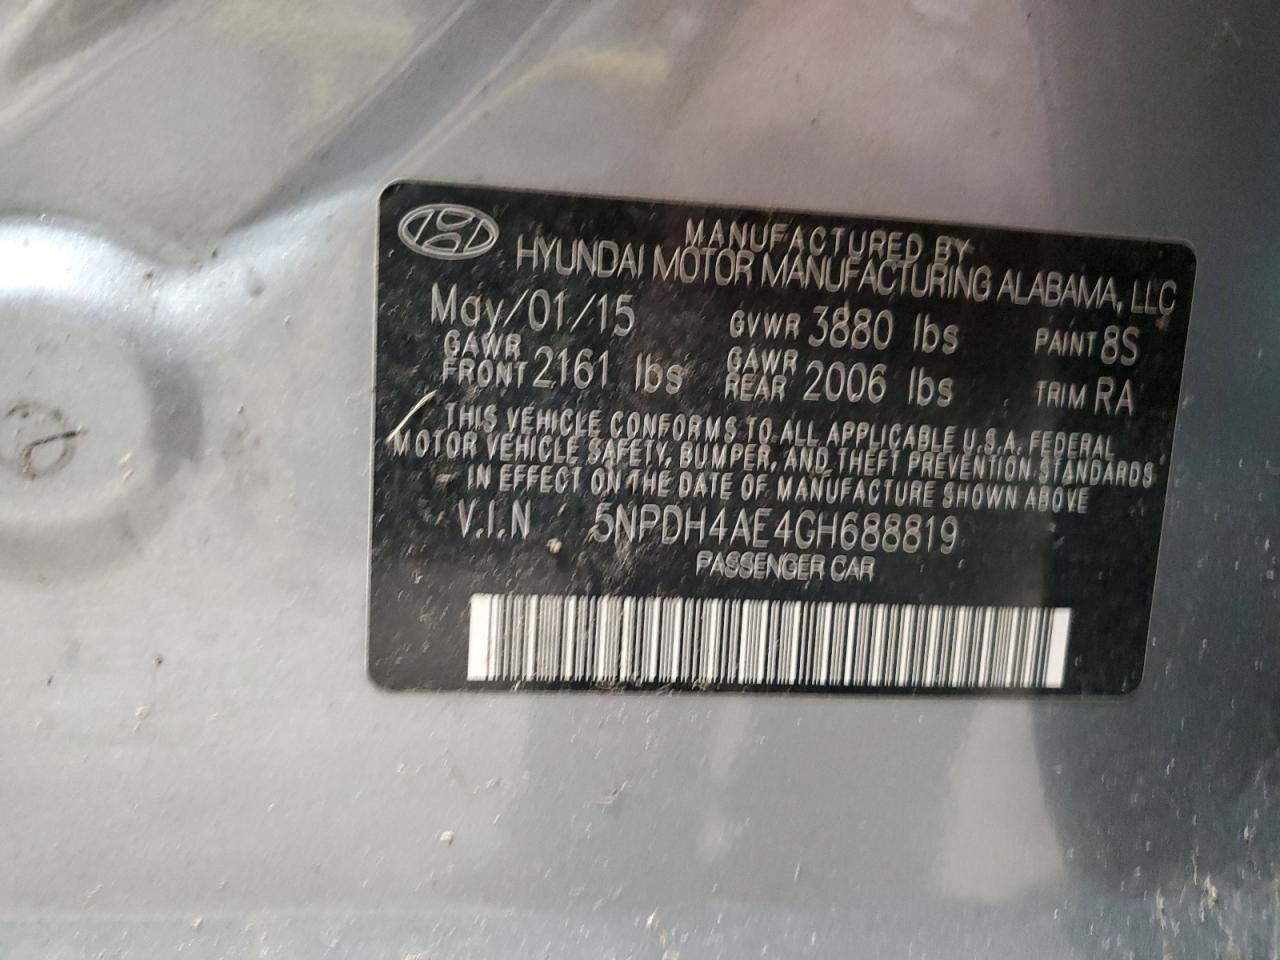 MANUFACTURED BY
HYUNDAI MOTOR MANUFACTURING ALABAMA, LLC
May/01/15 GVWR 3880 lbs PAINT 8S
GAWR FRONT 2161 lbs GAWR REAR 2006 lbs TRIM RA
THIS VEHICLE CONFORMS TO ALL APPLICABLE U.S.A. FEDERAL
MOTOR VEHICLE SAFETY, BUMPER, AND THEFT PREVENTION STANDARDS
IN EFFECT ON THE DATE OF MANUFACTURE SHOWN ABOVE
V.I.N 5NPDH4AE4GH688819
PASSENGER CAR